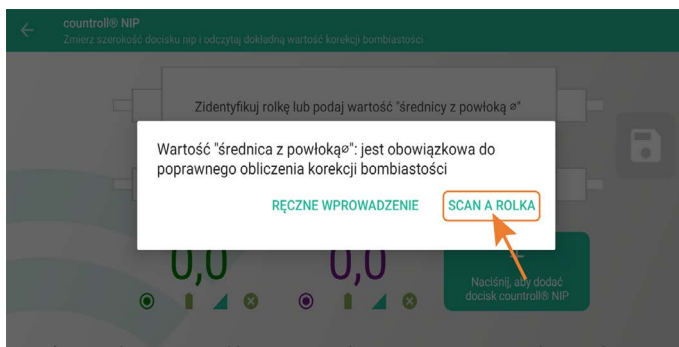 countroll® NIP
Zmierz szerokość docisku nip i odczytaj dokładną wartość korekcji bombiastości
Zidentyfikuj rolkę lub podaj wartość "średnicy z powłoką ⌀"
Wartość "średnica z powłoką⌀": jest obowiązkowa do
poprawnego obliczenia korekcji bombiastości
RĘCZNE WPROWADZENIE
SCAN A ROLKA
0,0
0,0
Naciśnij, aby dodać
docisk countroll® NIP